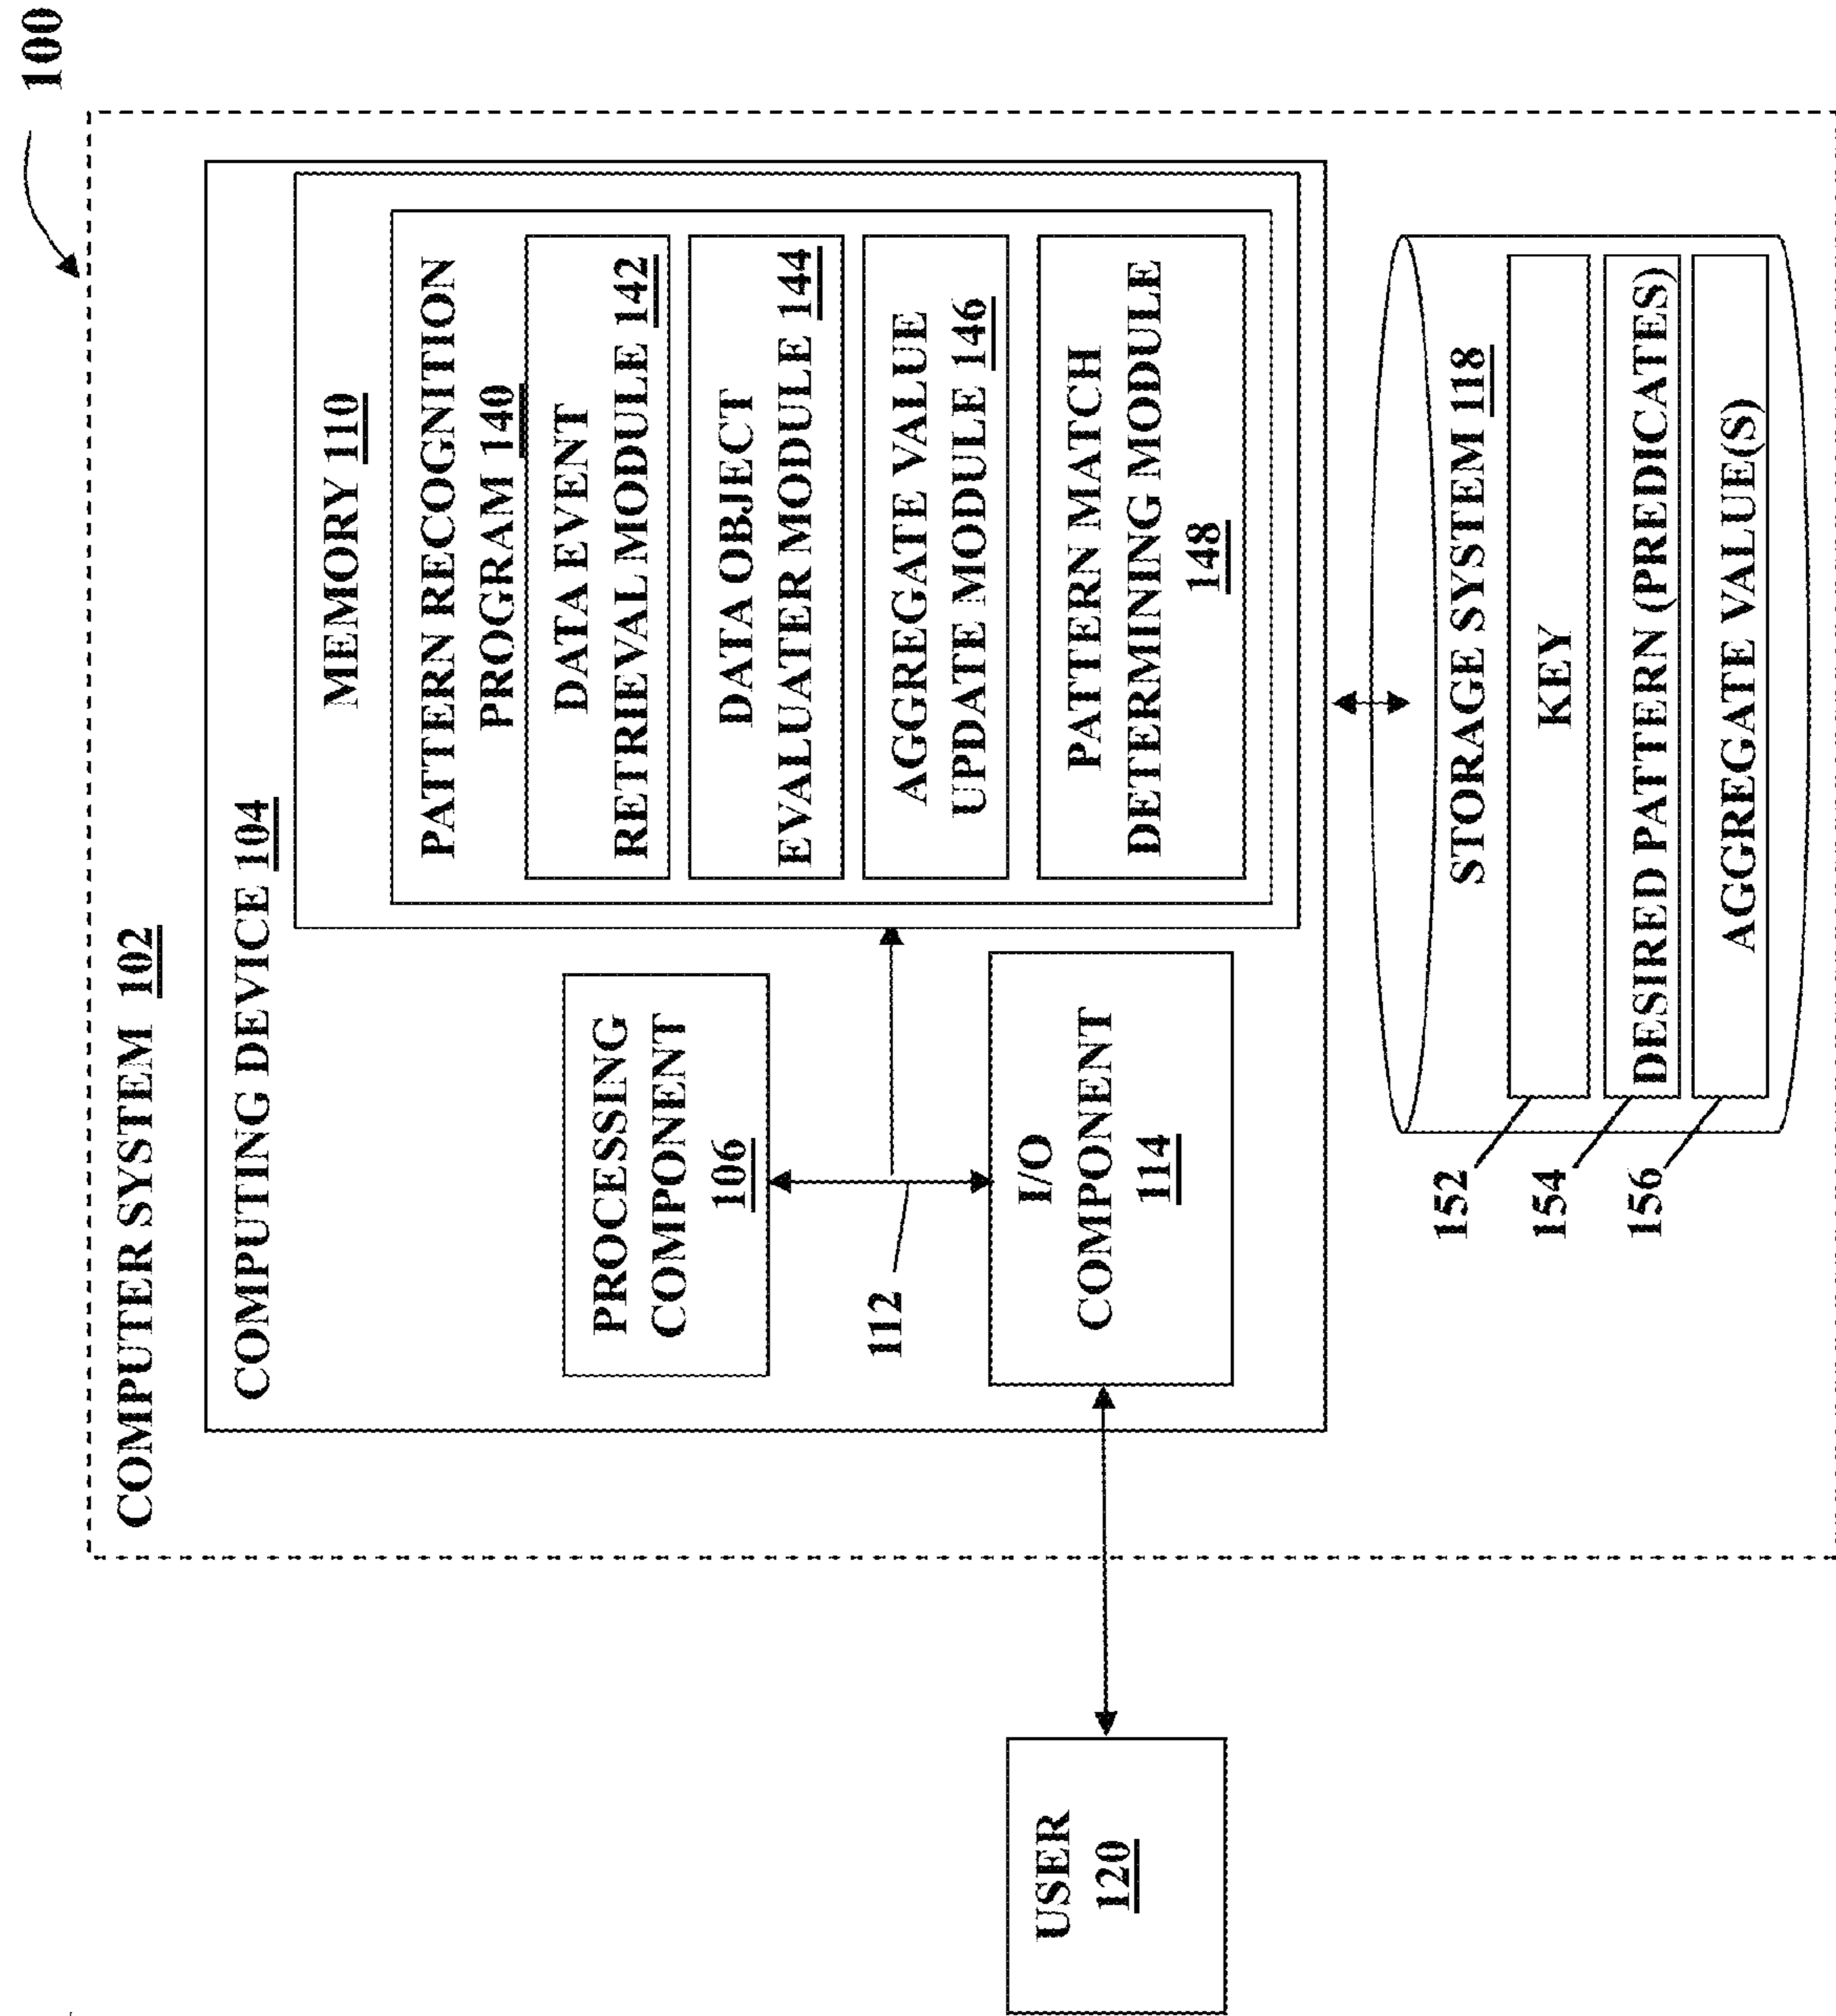 100
COMPUTER SYSTEM 102
COMPUTING DEVICE 104
MEMORY 110
PATTERN RECOGNITION
PROGRAM 140
DATA EVENT
RETRIEVAL MODULE 142
DATA OBJECT
EVALUATER MODULE 144
AGGREGATE VALUE
UPDATE MODULE 146
PATTERN MATCH
DETERMINING MODULE
148
PROCESSING
COMPONENT
106
112
I/O
COMPONENT
114
USER
120
STORAGE SYSTEM 118
KEY
DESIRED PATTERN (PREDICATES)
AGGREGATE VALUE(S)
152
154
156